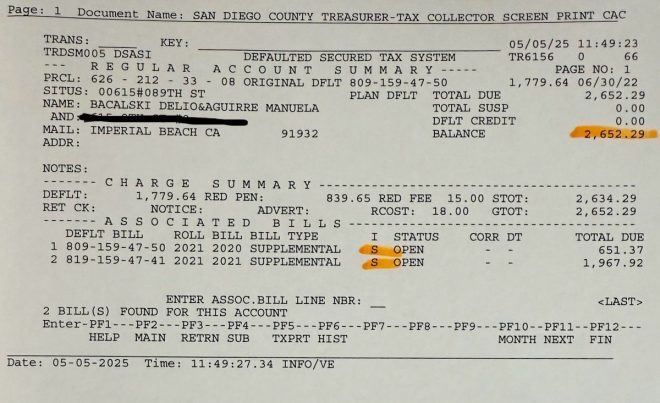 Page: 1 Document Name: SAN DIEGO COUNTY TREASURER-TAX COLLECTOR SCREEN PRINT CAC
TRANS: KEY: 05/05/25 11:49:23
TRDSM005 DSASI DEFAULTED SECURED TAX SYSTEM TR6156 0 66
--- R E G U L A R A C C O U N T S U M M A R Y ----- PAGE NO: 1
PRCL: 626 - 212 - 33 - 08 ORIGINAL DFLT 809-159-47-50 1,779.64 06/30/22
SITUS: 00615#089TH ST PLAN DFLT TOTAL DUE 2,652.29
NAME: BACALSKI DELIO&AGUIRRE MANUELA TOTAL SUSP 0.00
AND: DFLT CREDIT 0.00
MAIL: IMPERIAL BEACH CA 91932 BALANCE 2,652.29
ADDR:
NOTES:
------- C H A R G E S U M M A R Y -------------------------------
DEFLT: 1,779.64 RED PEN: 839.65 RED FEE 15.00 STOT: 2,634.29
RET CK: NOTICE: ADVERT: RCOST: 18.00 GTOT: 2,652.29
------- A S S O C I A T E D B I L L S -------------------------------
DEFLT BILL ROLL BILL BILL TYPE I STATUS CORR DT TOTAL DUE
1 809-159-47-50 2021 2020 SUPPLEMENTAL S OPEN - - 651.37
2 819-159-47-41 2021 2021 SUPPLEMENTAL S OPEN - - 1,967.92
ENTER ASSOC.BILL LINE NBR: __ <LAST>
2 BILL(S) FOUND FOR THIS ACCOUNT
Enter-PF1---PF2---PF3---PF4---PF5---PF6---PF7---PF8---PF9---PF10--PF11--PF12---
HELP MAIN RETRN SUB TXPRT HIST MONTH NEXT FIN
Date: 05-05-2025 Time: 11:49:27.34 INFO/VE